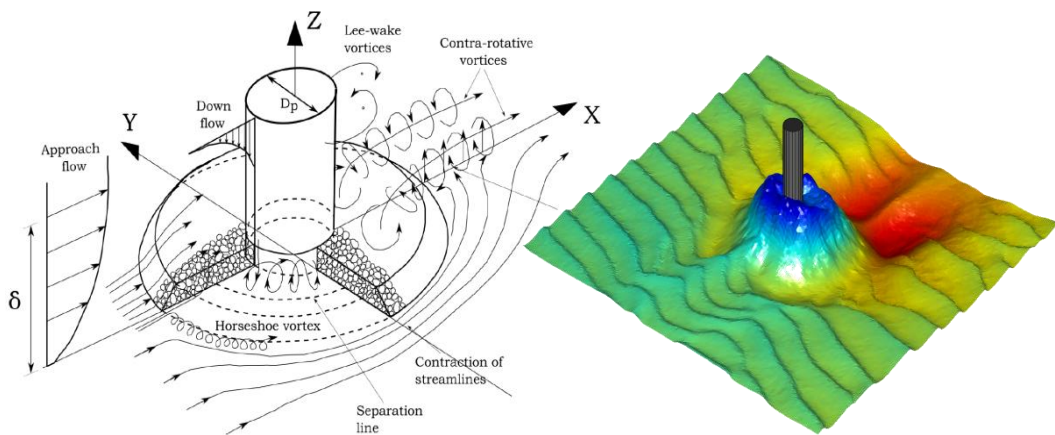 Z
Lee-wake
vortices
Contra-rotative
vortices
Dp
Down
flow
Y
X
Approach
flow
δ
Horseshoe vortex
Contraction of
streamlines
Separation
line